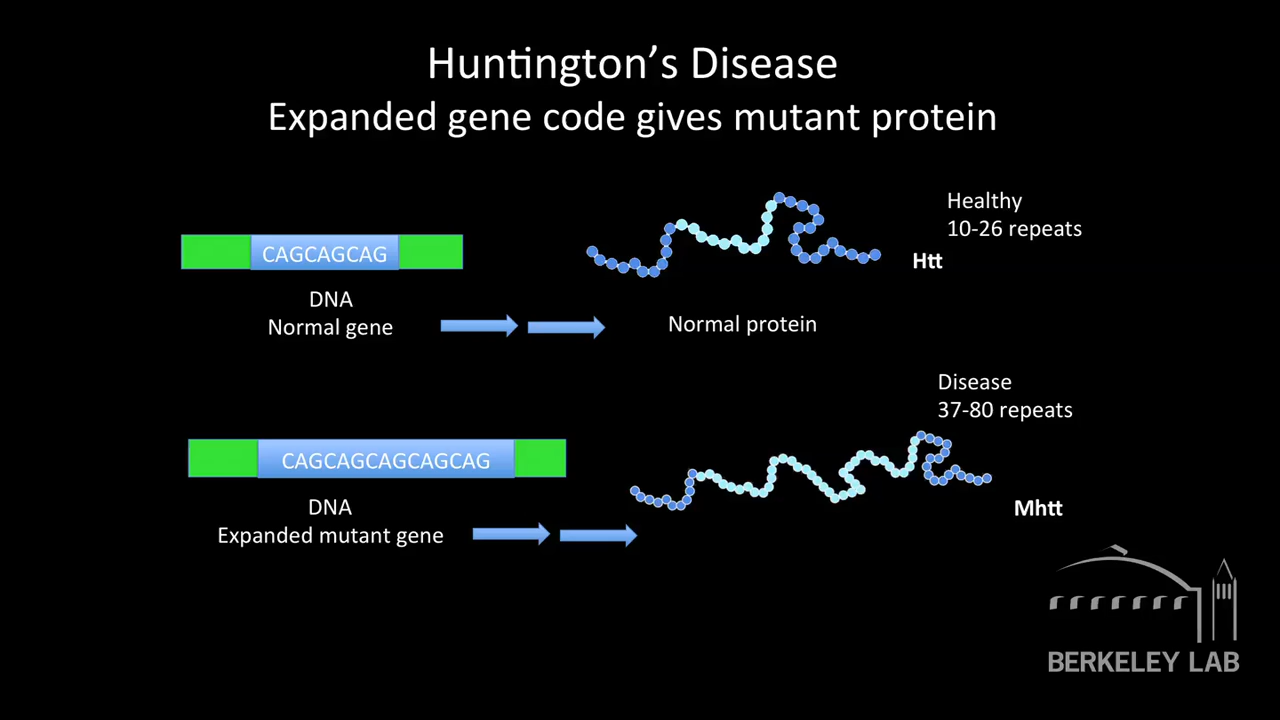 Huntington’s Disease
Expanded gene code gives mutant protein
Healthy
10-26 repeats
CAGCAGCAG
Htt
DNA
Normal gene
Normal protein
Disease
37-80 repeats
CAGCAGCAGCAGCAG
Mhtt
DNA
Expanded mutant gene
BERKELEY LAB